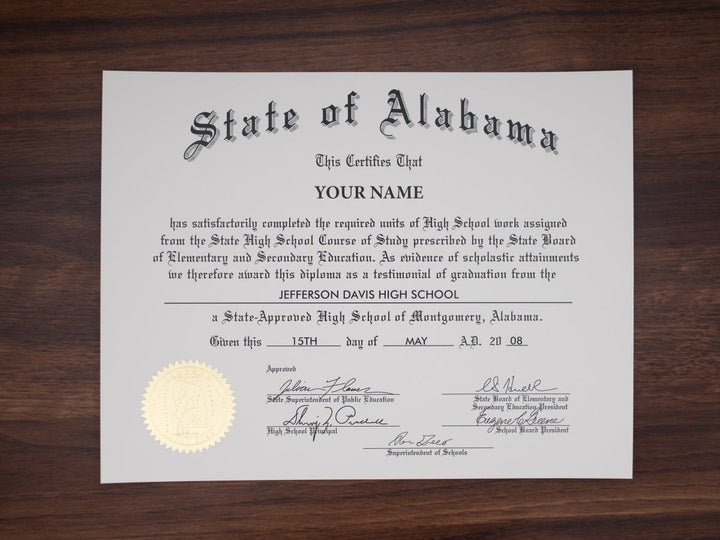 State of Alabama
This Certifies That
YOUR NAME
has satisfactorily completed the required units of High School work assigned
from the State High School Course of Study prescribed by the State Board
of Elementary and Secondary Education. As evidence of scholastic attainments
we therefore award this diploma as a testimonial of graduation from the
JEFFERSON DAVIS HIGH SCHOOL
a State-Approved High School of Montgomery, Alabama.
Given this 15TH day of MAY A.D. 20 08
Approved
State Superintendent of Public Education
State Board of Elementary and
Secondary Education President
Eugene C Greene
High School Principal
School Board President
Superintendent of Schools